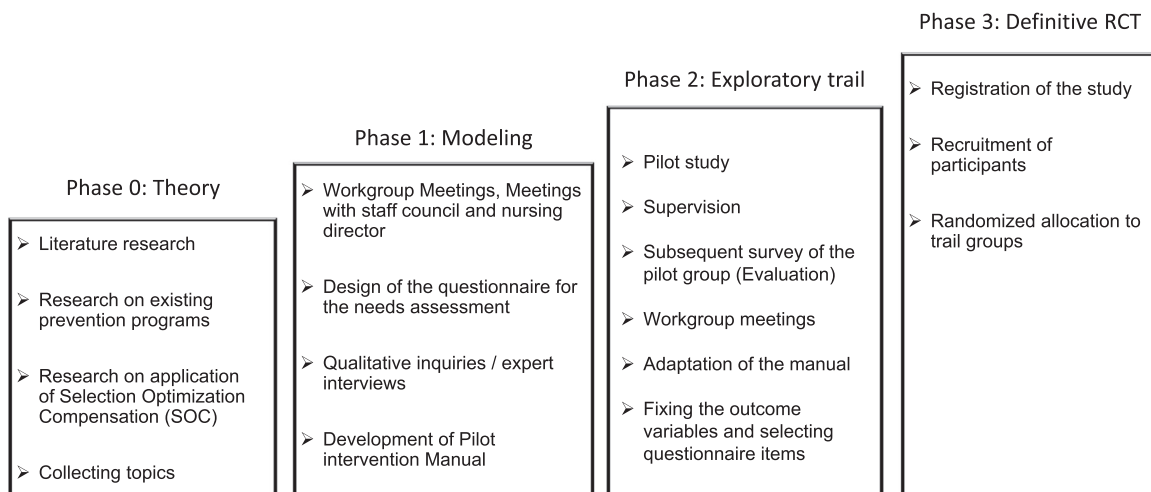 Phase 0: Theory
➢ Literature research
➢ Research on existing
prevention programs
➢ Research on application
of Selection Optimization
Compensation (SOC)
➢ Collecting topics
Phase 1: Modeling
➢ Workgroup Meetings, Meetings
with staff council and nursing
director
➢ Design of the questionnaire for
the needs assessment
➢ Qualitative inquiries / expert
interviews
➢ Development of Pilot
intervention Manual
Phase 2: Exploratory trail
➢ Pilot study
➢ Supervision
➢ Subsequent survey of the
pilot group (Evaluation)
➢ Workgroup meetings
➢ Adaptation of the manual
➢ Fixing the outcome
variables and selecting
questionnaire items
Phase 3: Definitive RCT
➢ Registration of the study
➢ Recruitment of
participants
➢ Randomized allocation to
trail groups